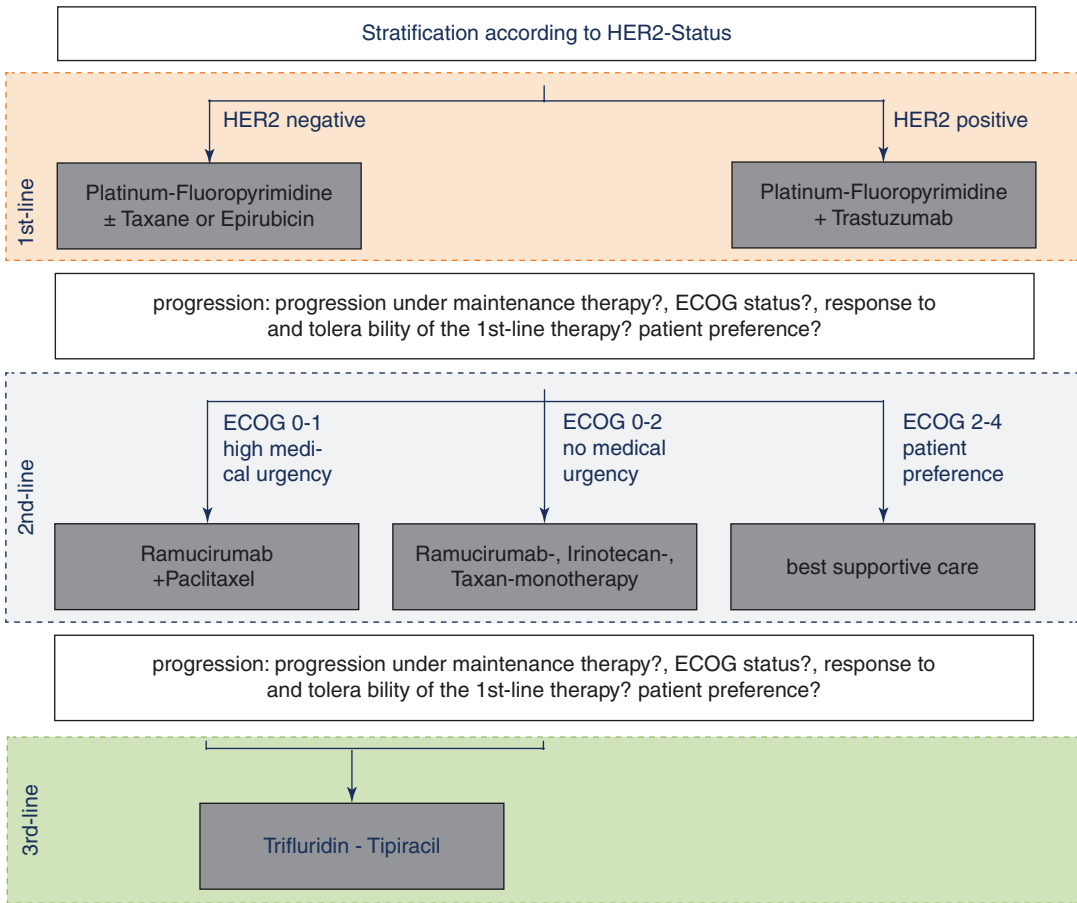 Stratification according to HER2-Status
1st-line
HER2 negative
HER2 positive
Platinum-Fluoropyrimidine
± Taxane or Epirubicin
Platinum-Fluoropyrimidine
+ Trastuzumab
progression: progression under maintenance therapy?, ECOG status?, response to
and tolera bility of the 1st-line therapy? patient preference?
2nd-line
ECOG 0-1
high medi-
cal urgency
ECOG 0-2
no medical
urgency
ECOG 2-4
patient
preference
Ramucirumab
+Paclitaxel
Ramucirumab-, Irinotecan-,
Taxan-monotherapy
best supportive care
progression: progression under maintenance therapy?, ECOG status?, response to
and tolera bility of the 1st-line therapy? patient preference?
3rd-line
Trifluridin - Tipiracil